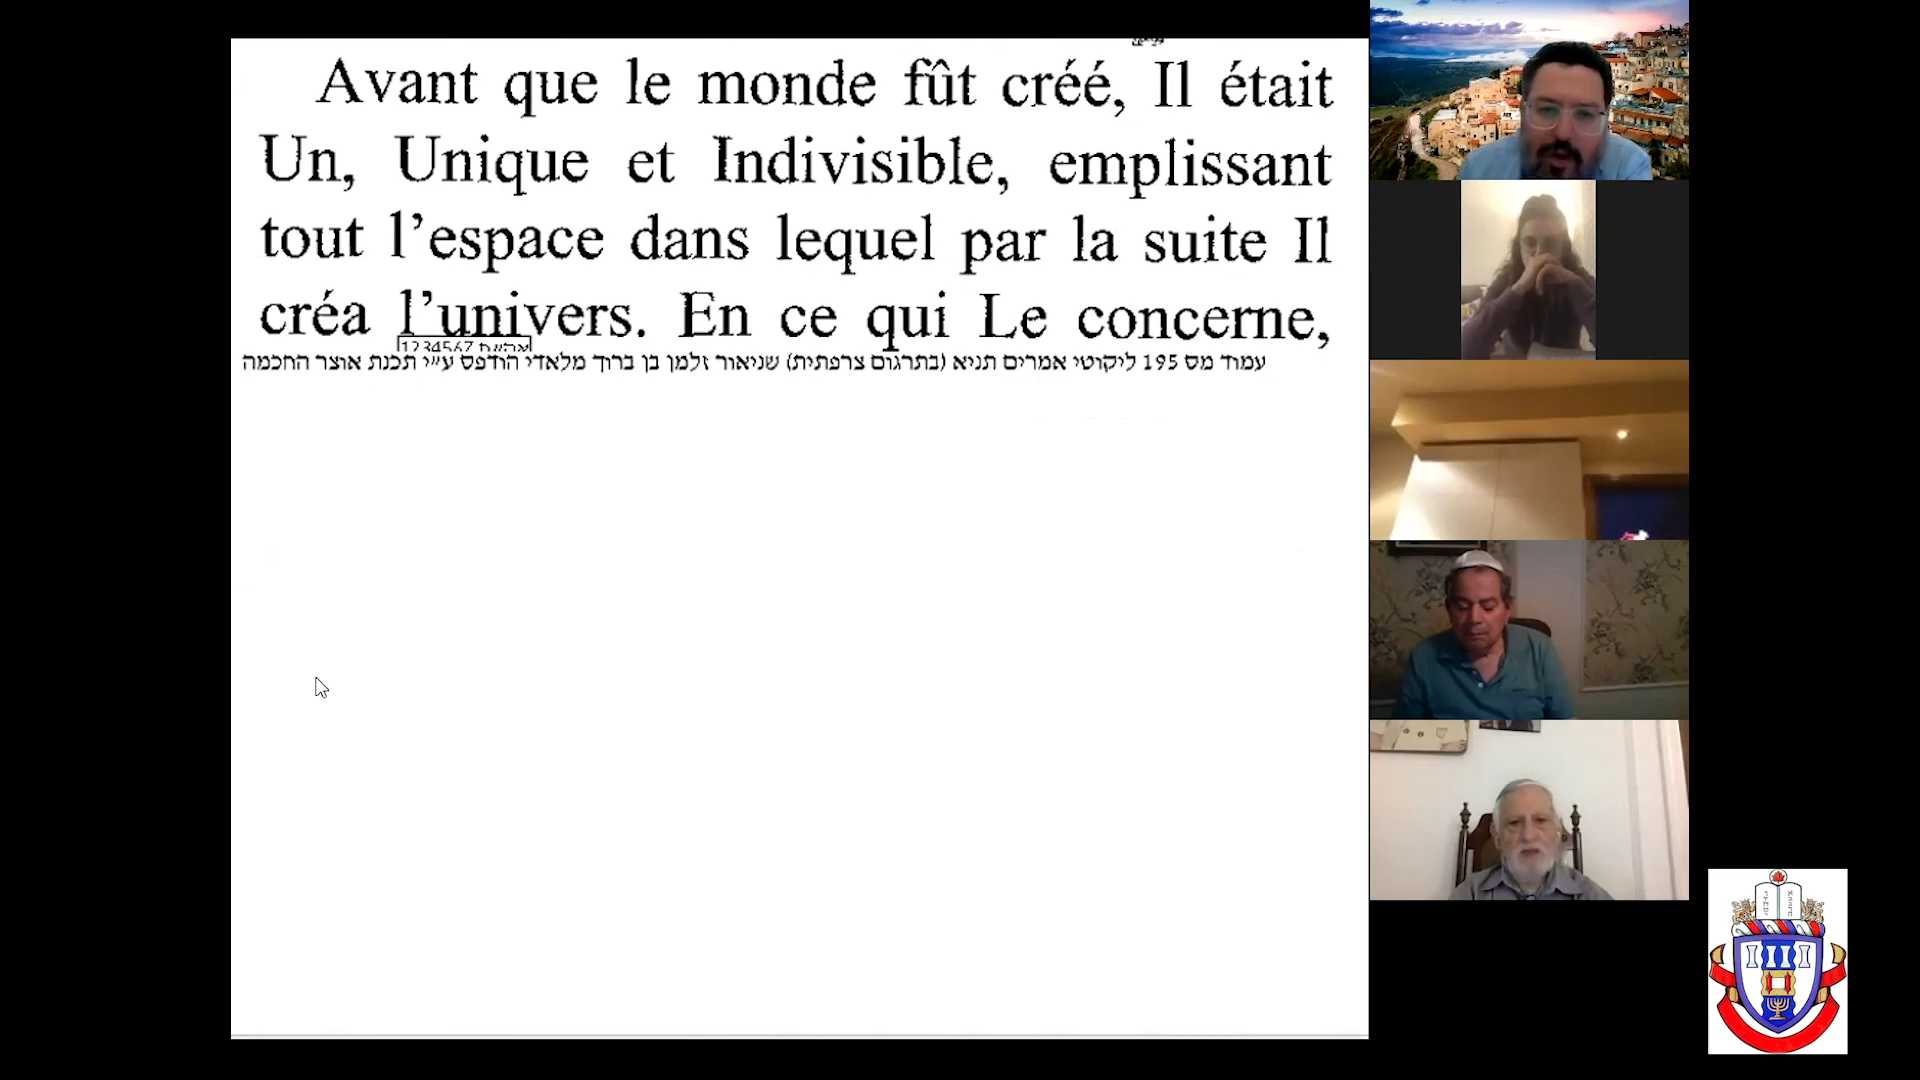 Avant que le monde fût créé, Il était
Un, Unique et Indivisible, emplissant
tout l’espace dans lequel par la suite Il
créa l’univers. En ce qui Le concerne,
1234567
עמוד מס 195 ליקוטי אמרים תניא (בתרגום צרפתית) שניאור זלמן בן ברוך מלאדי הודפס ע״י תכנת אוצר החכמה